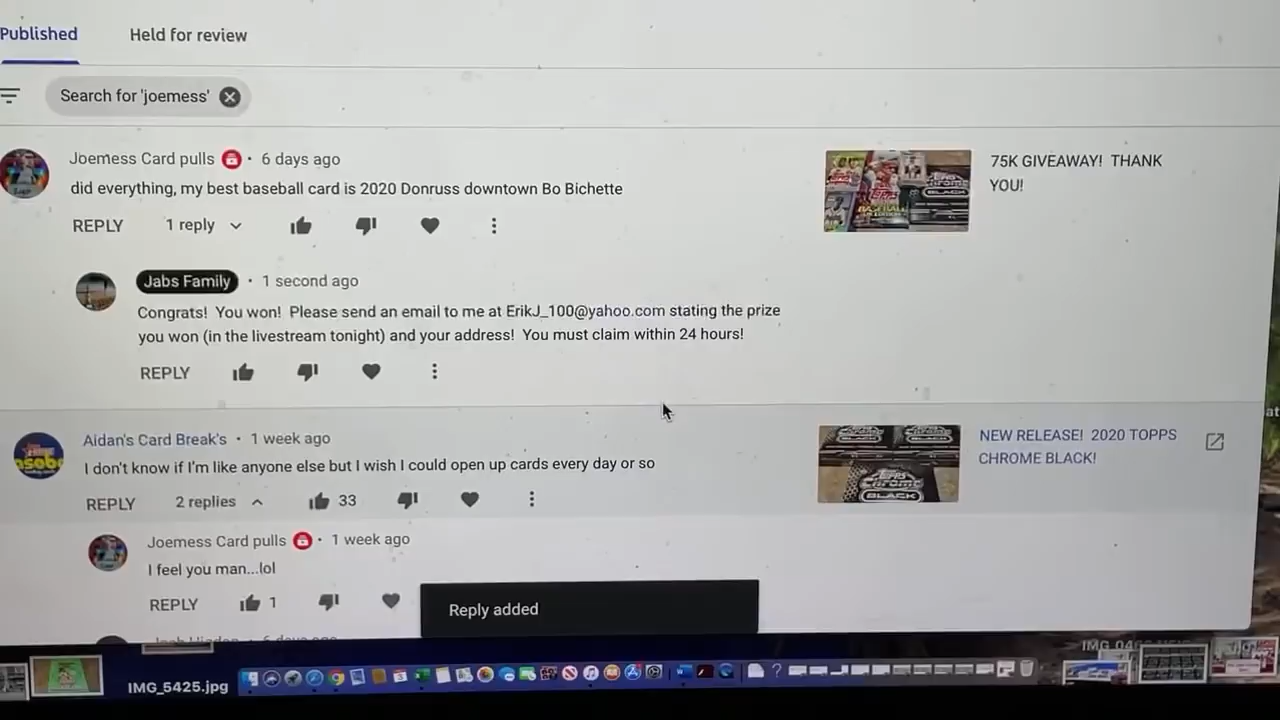 Published
Held for review
Search for 'joemess'
Joemess Card pulls · 6 days ago
did everything, my best baseball card is 2020 Donruss downtown Bo Bichette
REPLY 1 reply
75K GIVEAWAY! THANK
YOU!
Jabs Family · 1 second ago
Congrats! You won! Please send an email to me at ErikJ_100@yahoo.com stating the prize
you won (in the livestream tonight) and your address! You must claim within 24 hours!
REPLY
Aidan's Card Break's · 1 week ago
I don't know if I'm like anyone else but I wish I could open up cards every day or so
REPLY 2 replies 33
NEW RELEASE! 2020 TOPPS
CHROME BLACK!
CHROME
BLACK
Joemess Card pulls · 1 week ago
I feel you man...lol
REPLY 1
Reply added
IMG_5425.jpg